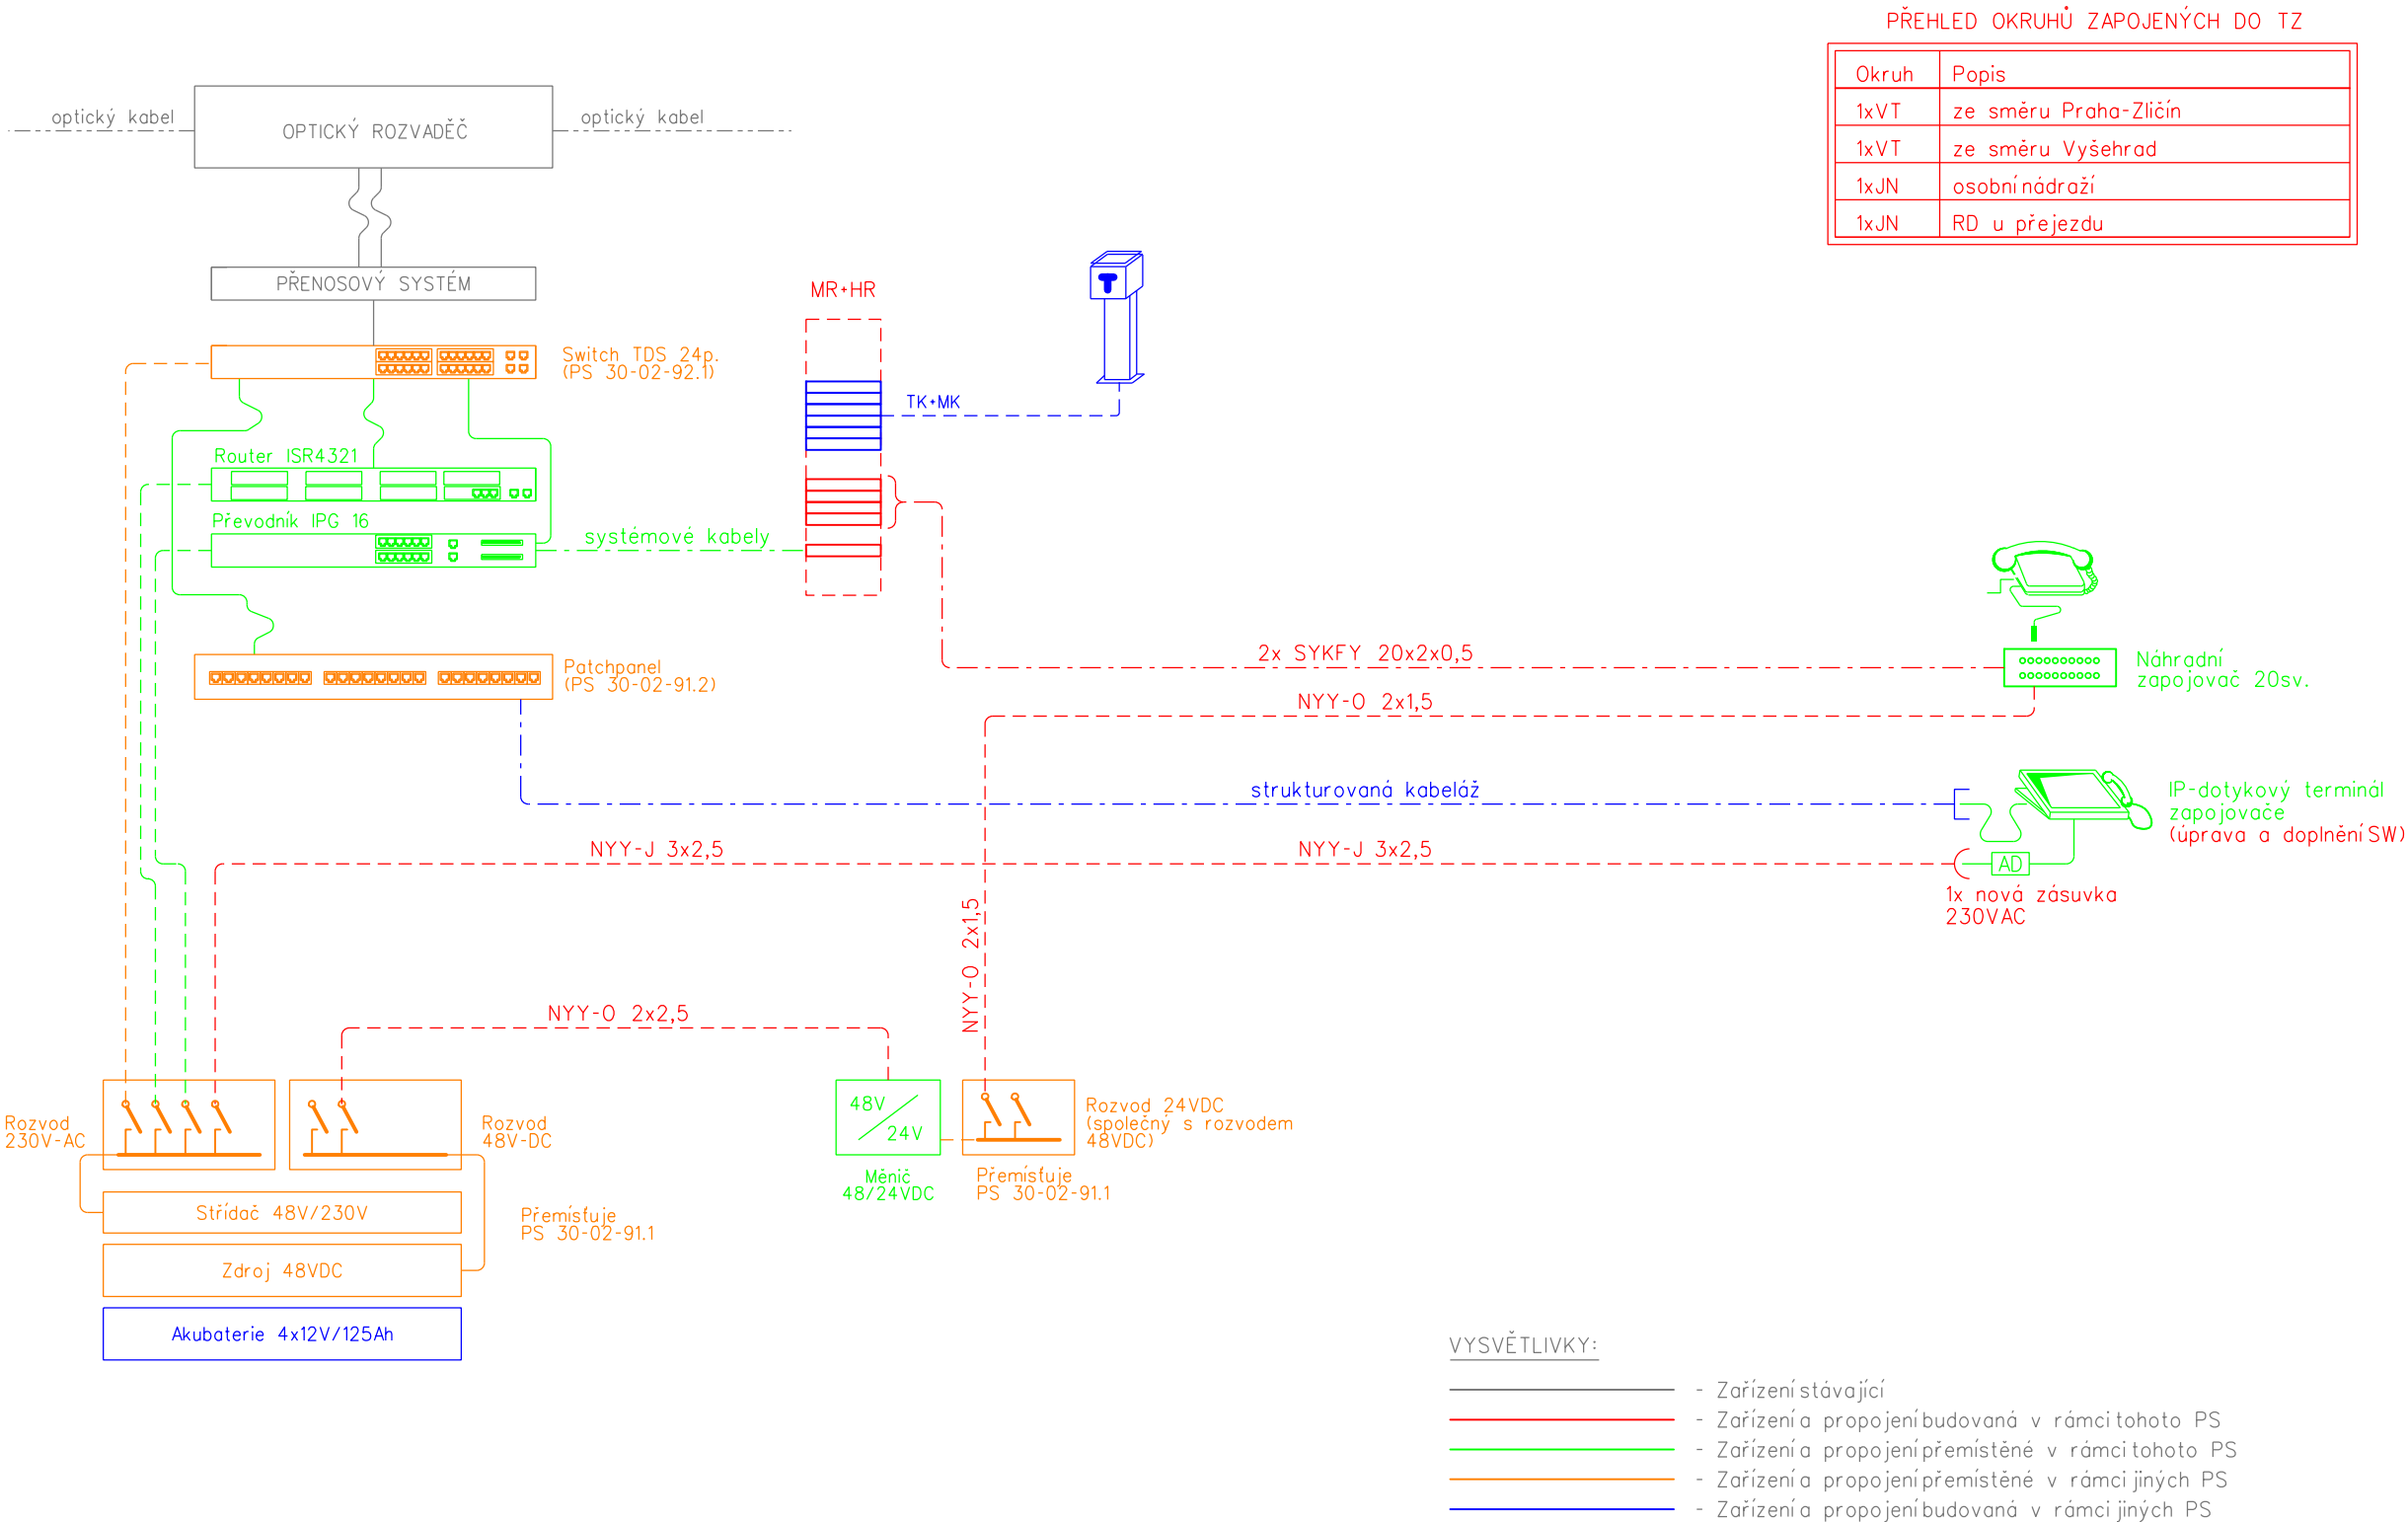 PŘEHLED OKRUHŮ ZAPOJENÝCH DO TZ
Okruh Popis
1xVT ze směru Praha-Zličín
1xVT ze směru Vyšehrad
1xJN osobní nádraží
1xJN RD u přejezdu
optický kabel
OPTICKÝ ROZVADĚČ
optický kabel
PŘENOSOVÝ SYSTÉM
MR+HR
T
Switch TDS 24p.
(PS 30-02-92.1)
TK+MK
Router ISR4321
Převodník IPG 16
systémové kabely
2x SYKFY 20x2x0,5
Náhradní
zapojovač 20sv.
Patchpanel
(PS 30-02-91.2)
NYY-O 2x1,5
strukturovaná kabeláž
IP-dotykový terminál
zapojovače
(úprava a doplnění SW)
NYY-J 3x2,5
NYY-J 3x2,5
AD
1x nová zásuvka
230VAC
NYY-O 2x1,5
NYY-O 2x2,5
Rozvod
230V-AC
Rozvod
48V-DC
48V
24V
Měnič
48/24VDC
Rozvod 24VDC
(společný s rozvodem
48VDC)
Přemísťuje
PS 30-02-91.1
Střídač 48V/230V
Přemísťuje
PS 30-02-91.1
Zdroj 48VDC
Akubaterie 4x12V/125Ah
VYSVĚTLIVKY:
- Zařízení stávající
- Zařízení a propojení budovaná v rámci tohoto PS
- Zařízení a propojení přemístěné v rámci tohoto PS
- Zařízení a propojení přemístěné v rámci jiných PS
- Zařízení a propojení budovaná v rámci jiných PS